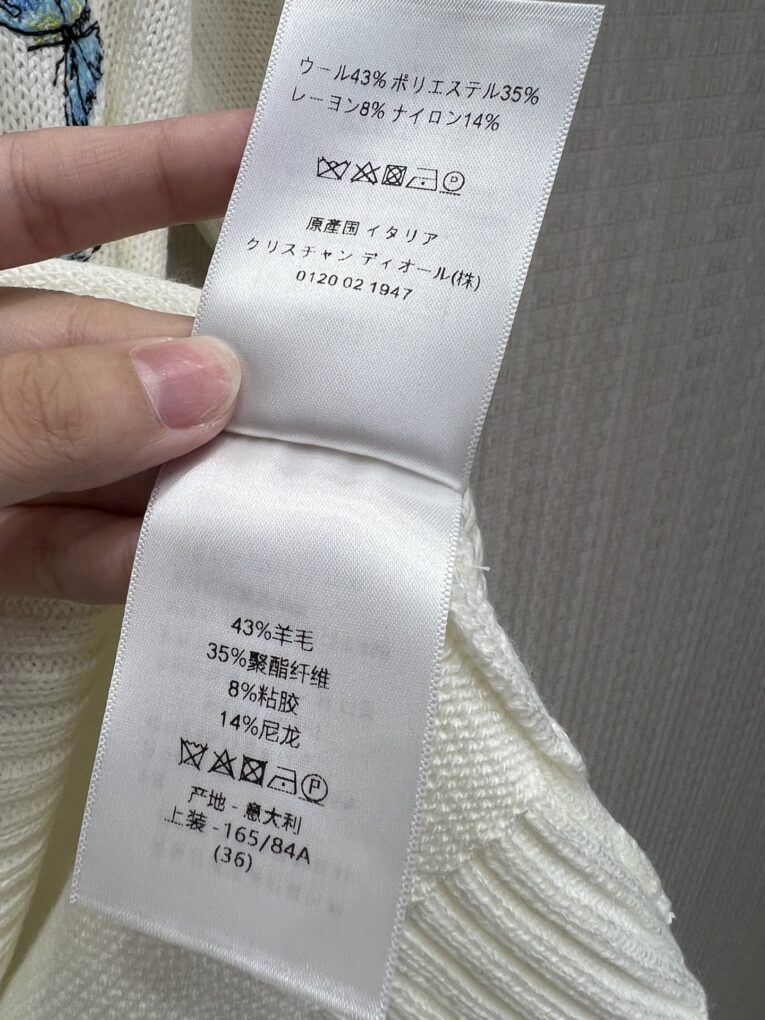 ウール43% ポリエステル35%
レーヨン8% ナイロン14%
P
原産国 イタリア
クリスチャン ディオール(株)
0120 02 1947
43%羊毛
35%聚酯纤维
8%粘胶
14%尼龙
P
产地 - 意大利
上装 - 165/84A
(36)